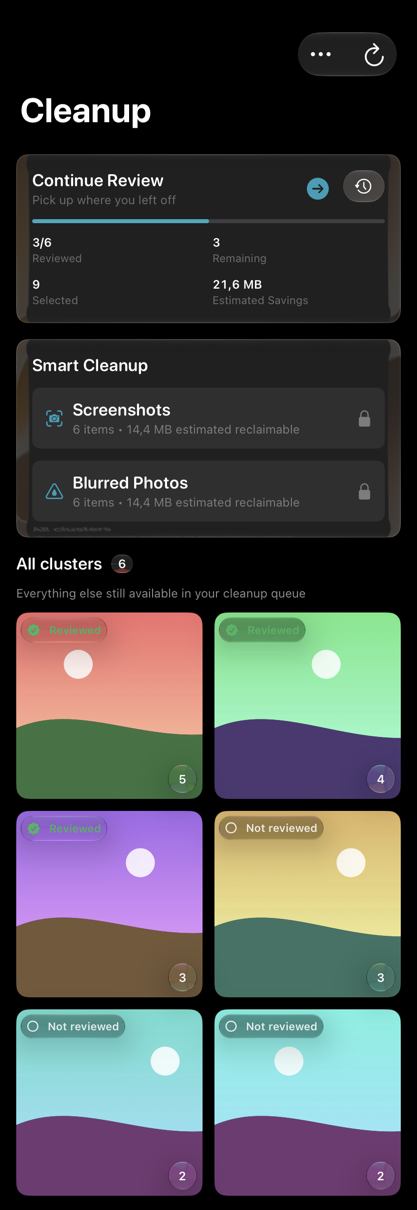 Cleanup
Continue Review
Pick up where you left off
3/6
Reviewed
3
Remaining
9
Selected
21,6 MB
Estimated Savings
Smart Cleanup
Screenshots
6 items • 14,4 MB estimated reclaimable
Blurred Photos
6 items • 14,4 MB estimated reclaimable
All clusters
All clusters 6
Everything else still available in your cleanup queue
Reviewed
5
Reviewed
4
Reviewed
3
Not reviewed
3
Not reviewed
2
Not reviewed
2